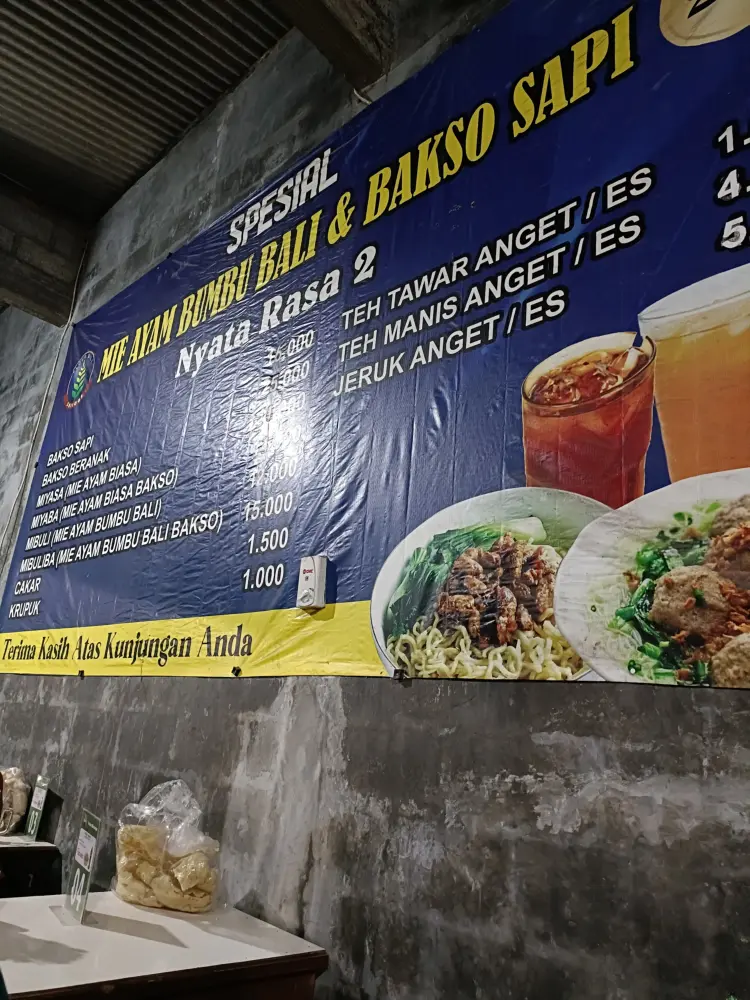 SPESIAL
MIE AYAM BUMBU BALI & BAKSO SAPI
Nyata Rasa 2
BAKSO SAPI
BAKSO BERANAK
MIYASA (MIE AYAM BIASA)
MIYABA (MIE AYAM BIASA BAKSO)
MIBULI (MIE AYAM BUMBU BALI)
MIBULIBA (MIE AYAM BUMBU BALI BAKSO) 15.000
CAKAR 1.500
KRUPUK 1.000
TEH TAWAR ANGET / ES 1.
TEH MANIS ANGET / ES 4.
JERUK ANGET / ES 5
Terima Kasih Atas Kunjungan Anda